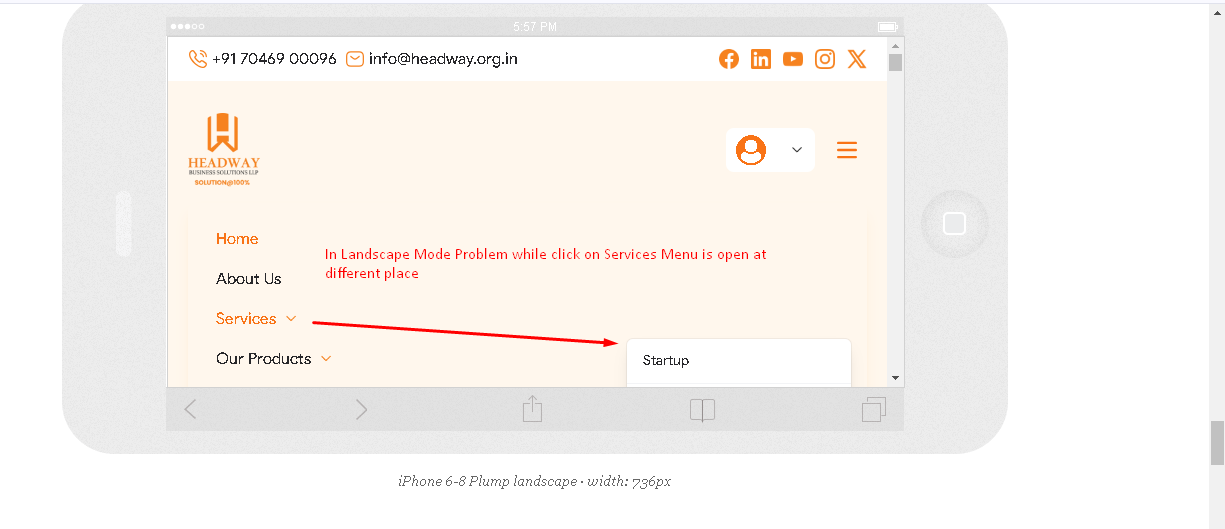 5:57 PM
+91 70469 00096 info@headway.org.in
HEADWAY
BUSINESS SOLUTIONS LLP
SOLUTION@100%
Home
In Landscape Mode Problem while click on Services Menu is open at
different place
About Us
Services
Our Products
Startup
iPhone 6-8 Plump landscape · width: 736px